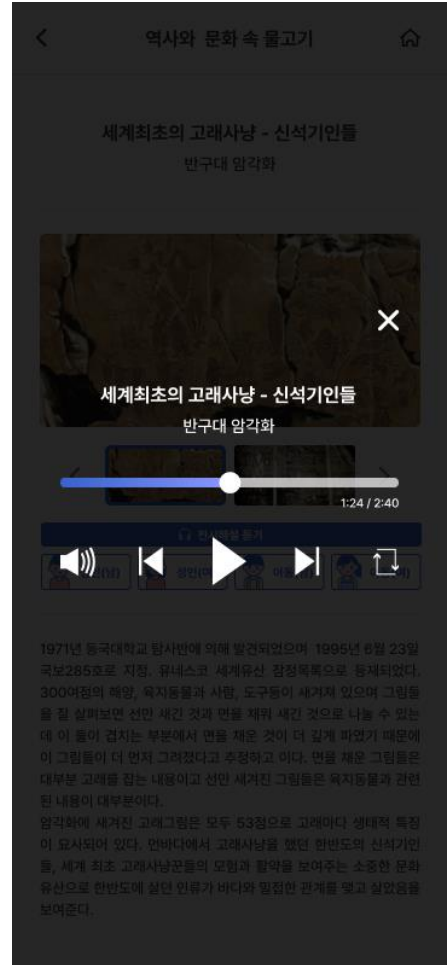 역사와 문화 속 물고기
세계최초의 고래사냥 - 신석기인들
반구대 암각화
세계최초의 고래사냥 - 신석기인들
반구대 암각화
1:24 / 2:40
전시해설 듣기
1971년 동국대학교 탐사반에 의해 발견되었으며 1995년 6월 23일
국보285호로 지정. 유네스코 세계유산 잠정목록으로 등재되었다.
300여점의 해양, 육지동물과 사람, 도구등이 새겨져 있으며 그림들
을 잘 살펴보면 선만 새긴 것과 면을 채워 새긴 것으로 나눌 수 있는
데 이 둘이 겹치는 부분에서 면을 채운 것이 더 깊게 파였기 때문에
이 그림들이 더 먼저 그려졌다고 추정하고 이다. 면을 채운 그림들은
대부분 고래를 잡는 내용이고 선만 새겨진 그림들은 육지동물과 관련
된 내용이 대부분이다.
암각화에 새겨진 고래그림은 모두 53점으로 고래마다 생태적 특징
이 묘사되어 있다. 먼바다에서 고래사냥을 했던 한반도의 신석기인
들, 세계 최초 고래사냥꾼들의 모험과 활약을 보여주는 소중한 문화
유산으로 한반도에 살던 인류가 바다와 밀접한 관계를 맺고 살았음을
보여준다.